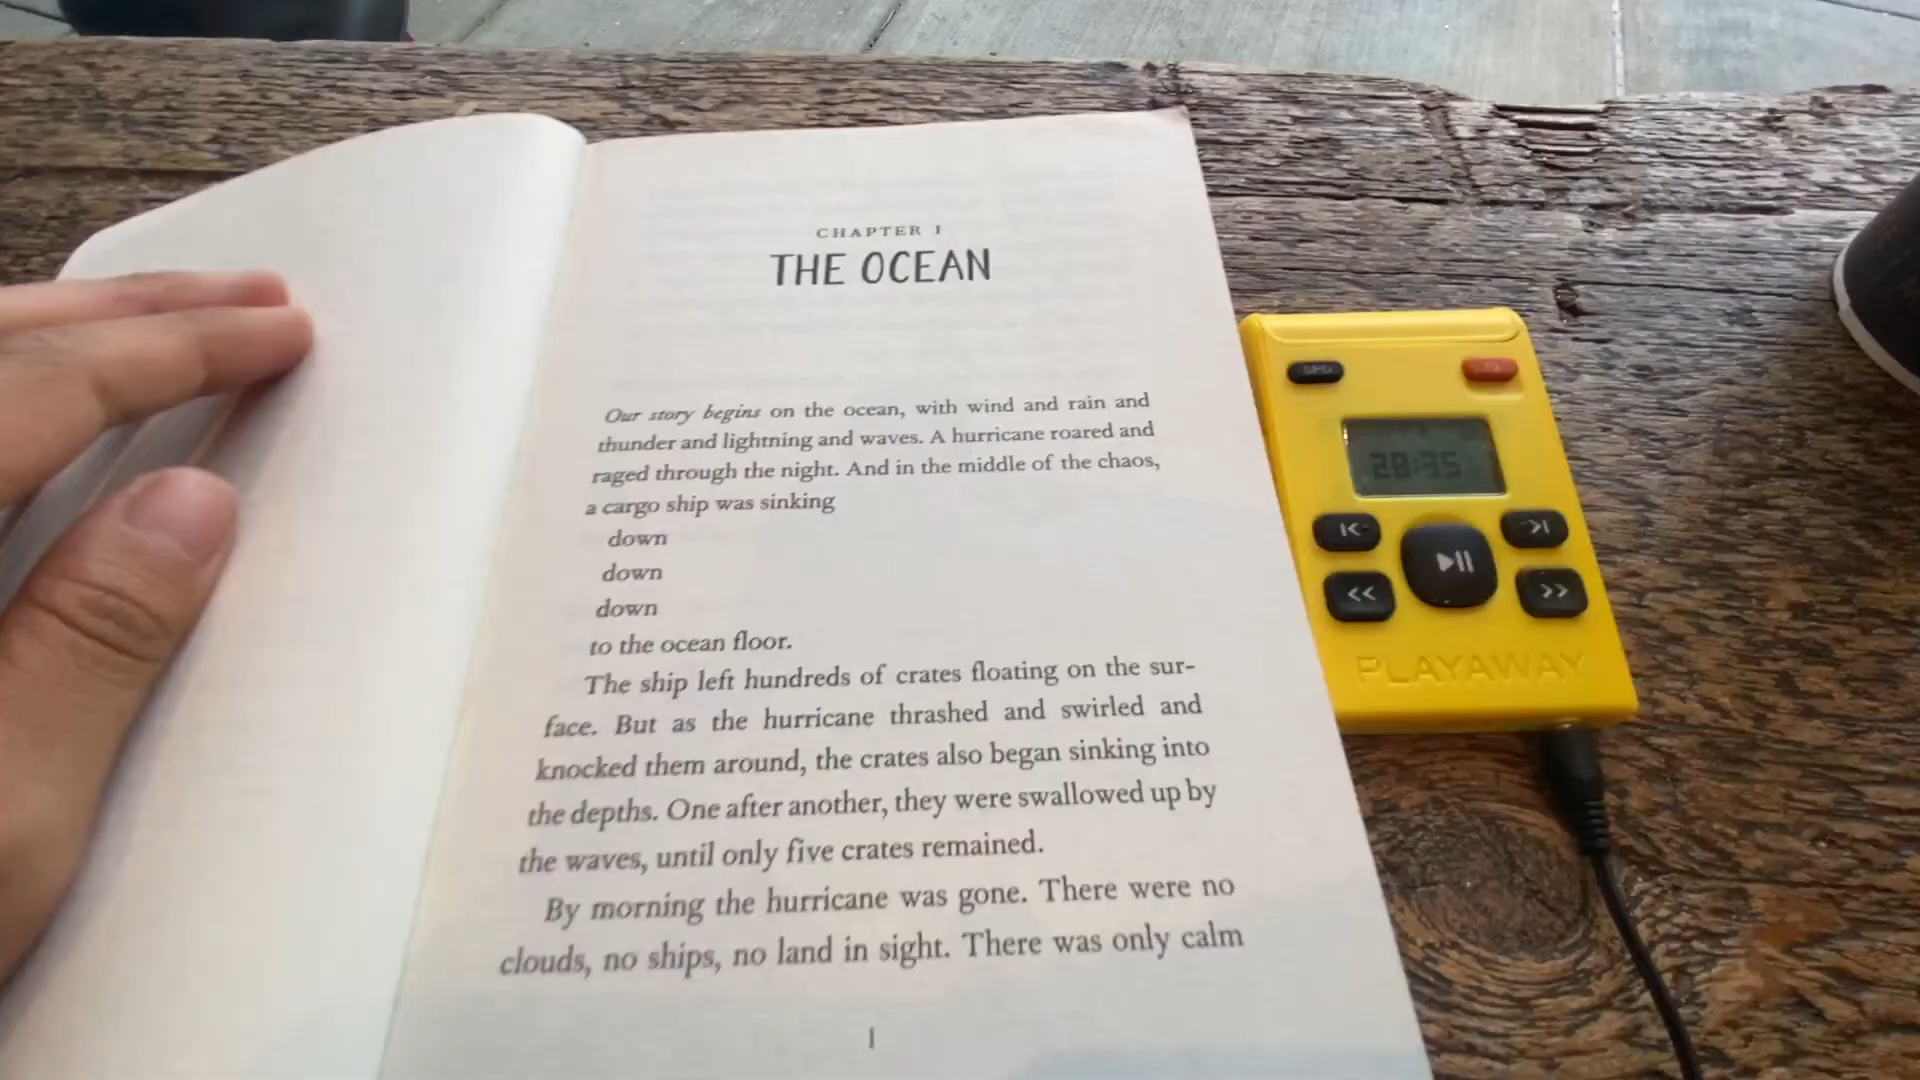 CHAPTER 1
THE OCEAN
Our story begins on the ocean, with wind and rain and
thunder and lightning and waves. A hurricane roared and
raged through the night. And in the middle of the chaos,
a cargo ship was sinking
down
down
down
to the ocean floor.
The ship left hundreds of crates floating on the sur-
face. But as the hurricane thrashed and swirled and
knocked them around, the crates also began sinking into
the depths. One after another, they were swallowed up by
the waves, until only five crates remained.
By morning the hurricane was gone. There were no
clouds, no ships, no land in sight. There was only calm
1
28:35
PLAYAWAY